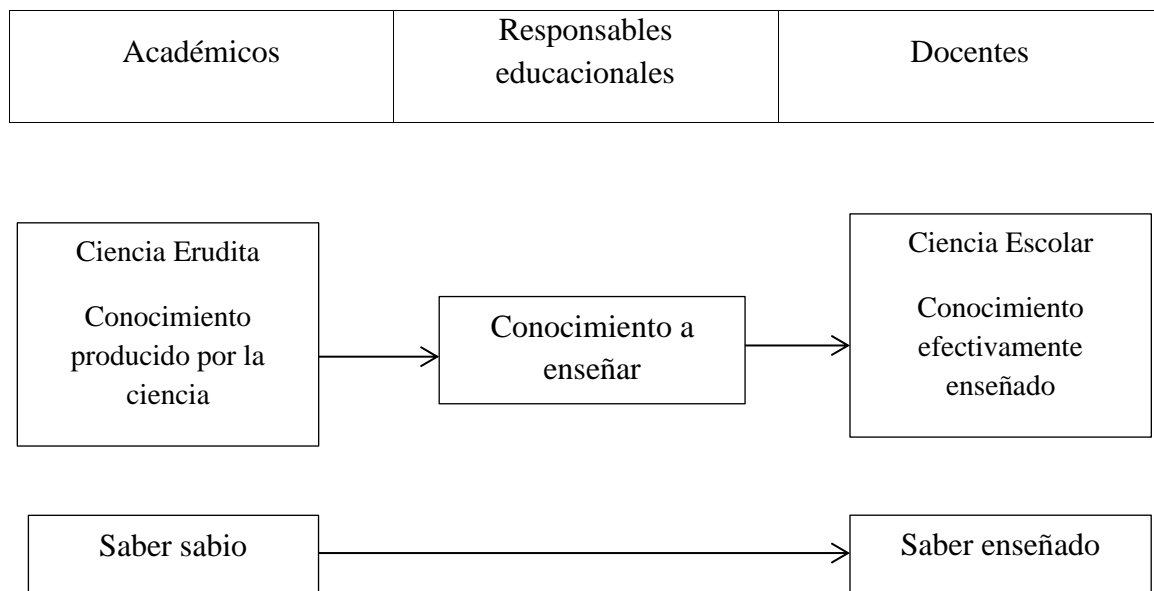 Académicos
Responsables
educacionales
Docentes
Ciencia Erudita
Conocimiento
producido por la
ciencia
Conocimiento a
enseñar
Ciencia Escolar
Conocimiento
efectivamente
enseñado
Saber sabio
Saber enseñado